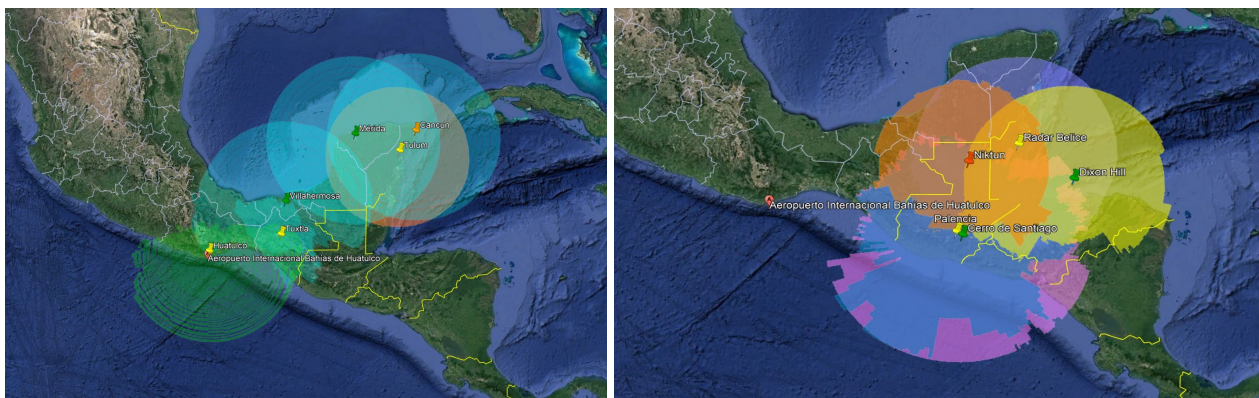 Mérida
Cancún
Tulum
Villahermosa
Tuxtla
Huatulco
Aeropuerto Internacional Bahías de Huatulco
Radar Belice
Niktun
Dixon Hill
Aeropuerto Internacional Bahías de Huatulco
Palencia
Cerro de Santiago